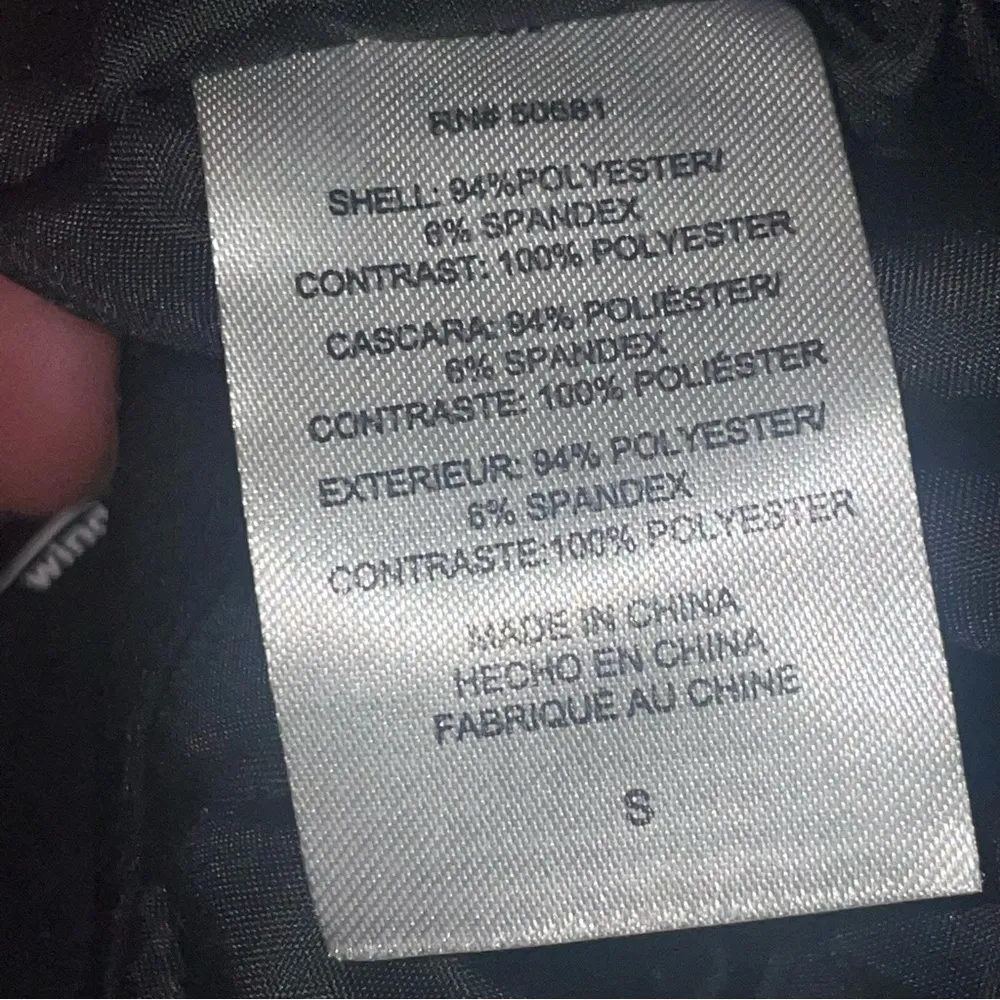 RN# 50681
SHELL: 94%POLYESTER/
6% SPANDEX
CONTRAST: 100% POLYESTER
CASCARA: 94% POLIÉSTER/
6% SPANDEX
CONTRASTE: 100% POLIÉSTER
EXTERIEUR: 94% POLYESTER/
6% SPANDEX
CONTRASTE:100% POLYESTER
MADE IN CHINA
HECHO EN CHINA
FABRIQUE AU CHINE
S